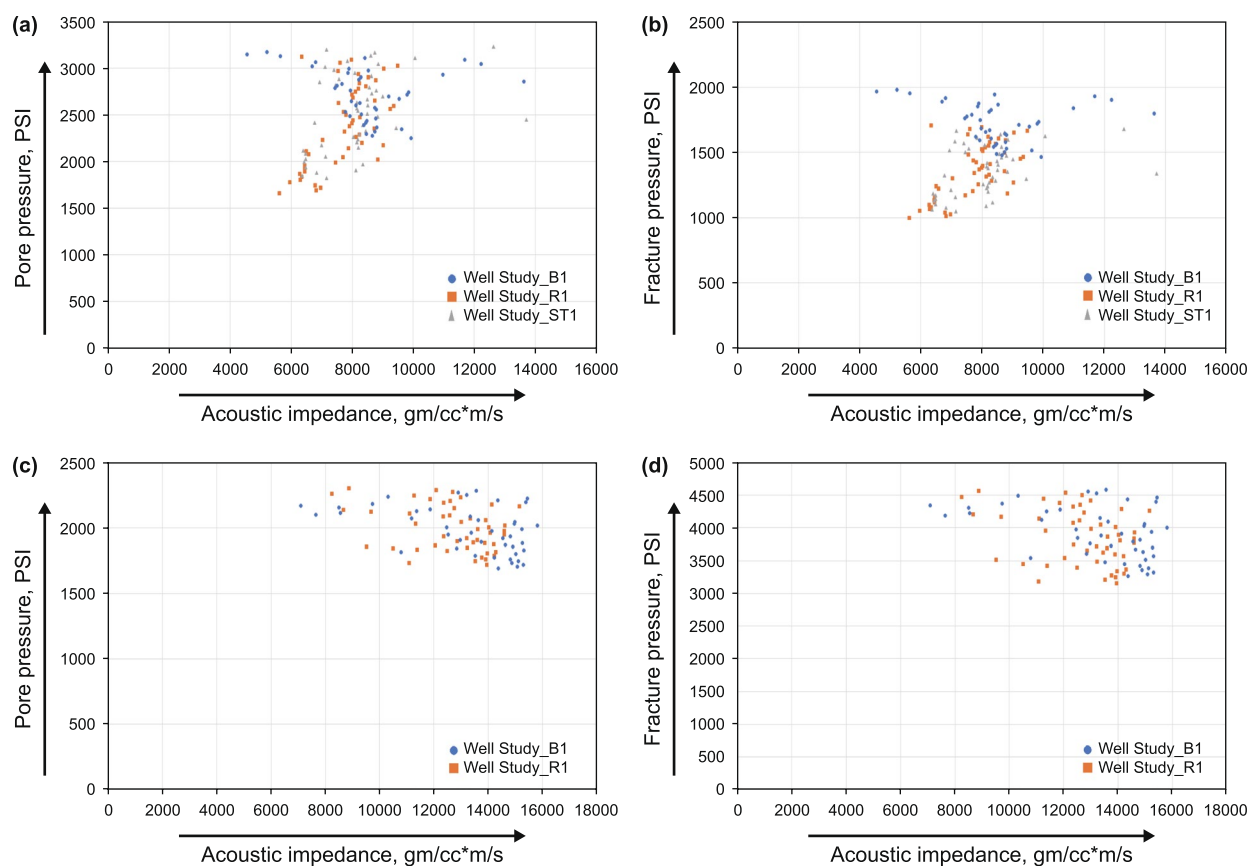 (a)
3500
3000
2500
2000
1500
1000
500
0
Pore pressure, PSI
Well Study_B1
Well Study_R1
Well Study_ST1
0 2000 4000 6000 8000 10000 12000 14000 16000
Acoustic impedance, gm/cc*m/s
(b)
2500
2000
1500
1000
500
0
Fracture pressure, PSI
Well Study_B1
Well Study_R1
Well Study_ST1
0 2000 4000 6000 8000 10000 12000 14000 16000
Acoustic impedance, gm/cc*m/s
(c)
2500
2000
1500
1000
500
0
Pore pressure, PSI
Well Study_B1
Well Study_R1
0 2000 4000 6000 8000 10000 12000 14000 16000 18000
Acoustic impedance, gm/cc*m/s
(d)
5000
4500
4000
3500
3000
2500
2000
1500
4000
500
0
Fracture pressure, PSI
Well Study_B1
Well Study_R1
0 2000 4000 6000 8000 10000 12000 14000 16000 18000
Acoustic impedance, gm/cc*m/s